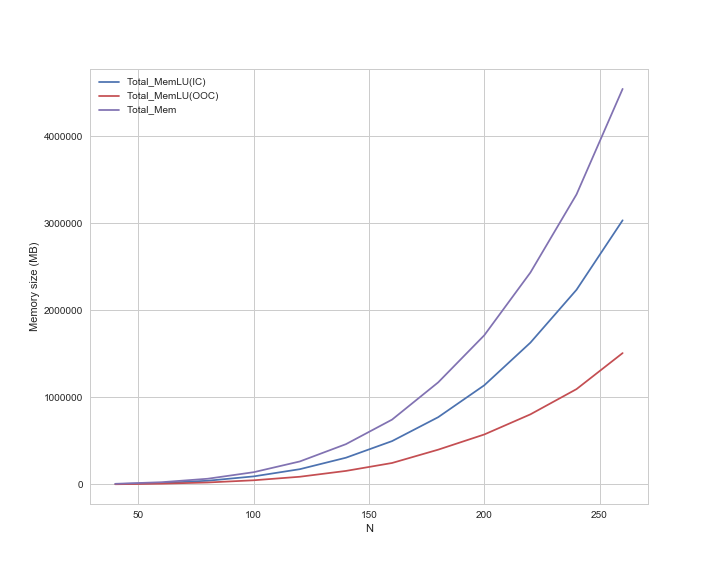 Total_MemLU(IC)
Total_MemLU(OOC)
Total_Mem
4000000
3000000
2000000
1000000
0
Memory size (MB)
50
100
150
200
250
N